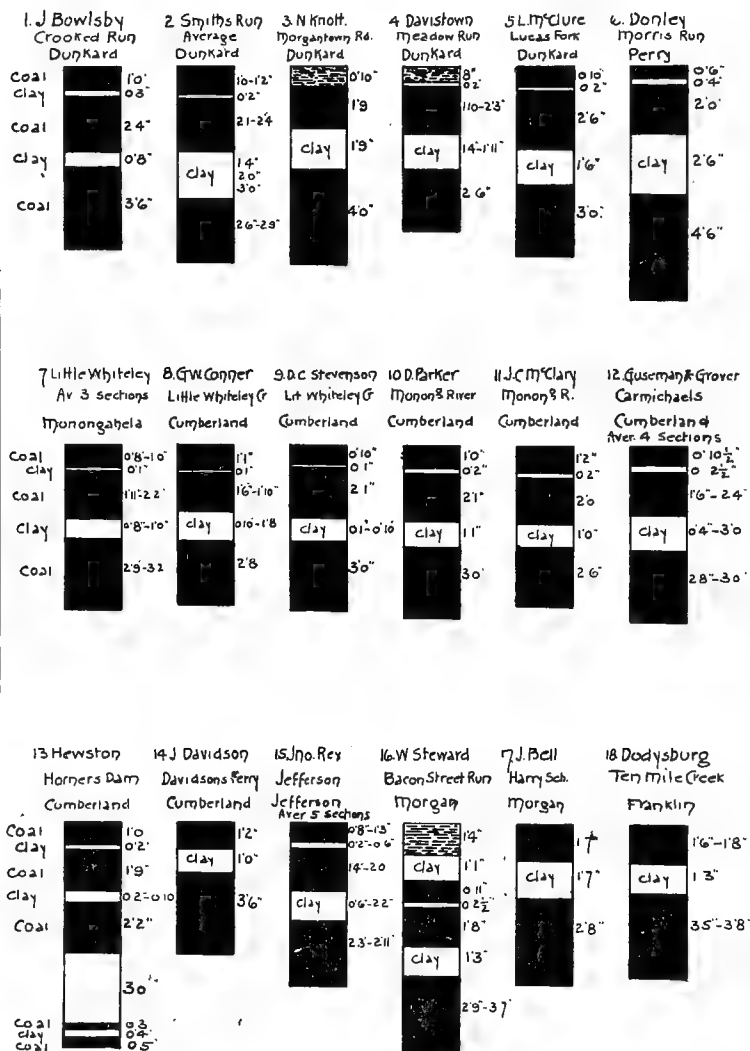 1. J Bowlsby
Crooked Run
Dunkard
Coal 1'0"
Clay 0'3"
Coal 2'4"
Clay 0'8"
Coal 3'6"
2 Smiths Run
Average
Dunkard
1'0-1'2"
0'2"
2'1-2'4
Clay
1'4"
2'0"
3'0"
2'6"-2'9"
3. N Knott.
Morgantown Rd.
Dunkard
0'10"
1'9
Clay 1'9"
4'0"
4 Davistown
Meadow Run
Dunkard
8"
0'2"
1'10-2'3"
Clay 1'4"-1'11"
2'6"
5 L. McClure
Lucas Fork
Dunkard
0'10"
0'2"
2'6"
Clay 1'6"
3'0"
6. Donley
Morris Run
Perry
0'6"
0'4"
2'0"
Clay 2'6"
4'6"
7 Little Whiteley
Av 3 sections
Monongahela
Coal 0'8"-1'0"
Clay 0'1"
Coal 1'11"-2'2"
Clay 0'8"-1'0"
Coal 2'9"-3'2
8. G.W. Conner
Little Whiteley Cr
Cumberland
1'1"
0'1"
1'6"-1'10"
Clay 0'10"-1'8
2'8
9. D.C Stevenson
Lit Whiteley Cr
Cumberland
0'10"
0'1"
2'1"
Clay 0'1"-0'10"
3'0"
10 D. Parker
Monong River
Cumberland
1'0"
0'2"
2'1"
Clay 1'1"
3'0"
11 J.C McClary
Monong R.
Cumberland
1'2"
0'2"
2'0
Clay 1'0"
2'6"
12. Guseman & Grover
Carmichaels
Cumberland
Aver. 4 Sections
0'10½"
0'2½"
1'6"-2'4"
Clay 0'4"-3'0
2'8"-3'0"
13 Hewston
Horners Dam
Cumberland
Coal 1'0
Clay 0'2"
Coal 1'9"
Clay 0'2-0'10
Coal 2'2"
3'0"
Coal 0'3
Clay 0'4"
Coal 0'5"
14 J Davidson
Davidsons Ferry
Cumberland
1'2"
Clay 1'0"
3'6"
15. Jno. Rex
Jefferson
Jefferson
Aver 5 Sections
0'8"-1'3"
0'2"-0'6"
1'4"-2'0
Clay 0'6"-2'2"
2'3"-2'11"
16. W Steward
Bacon Street Run
Morgan
1'4"
Clay 1'1"
0'11"
0'2½"
1'8"
Clay 1'3"
2'9"-3'7"
7 J. Bell
Harry Sch.
Morgan
1'7
Clay 1'7"
2'8"
18 Dodysburg
Ten mile Creek
Franklin
1'6"-1'8"
Clay 1'3"
3'5"-3'8"